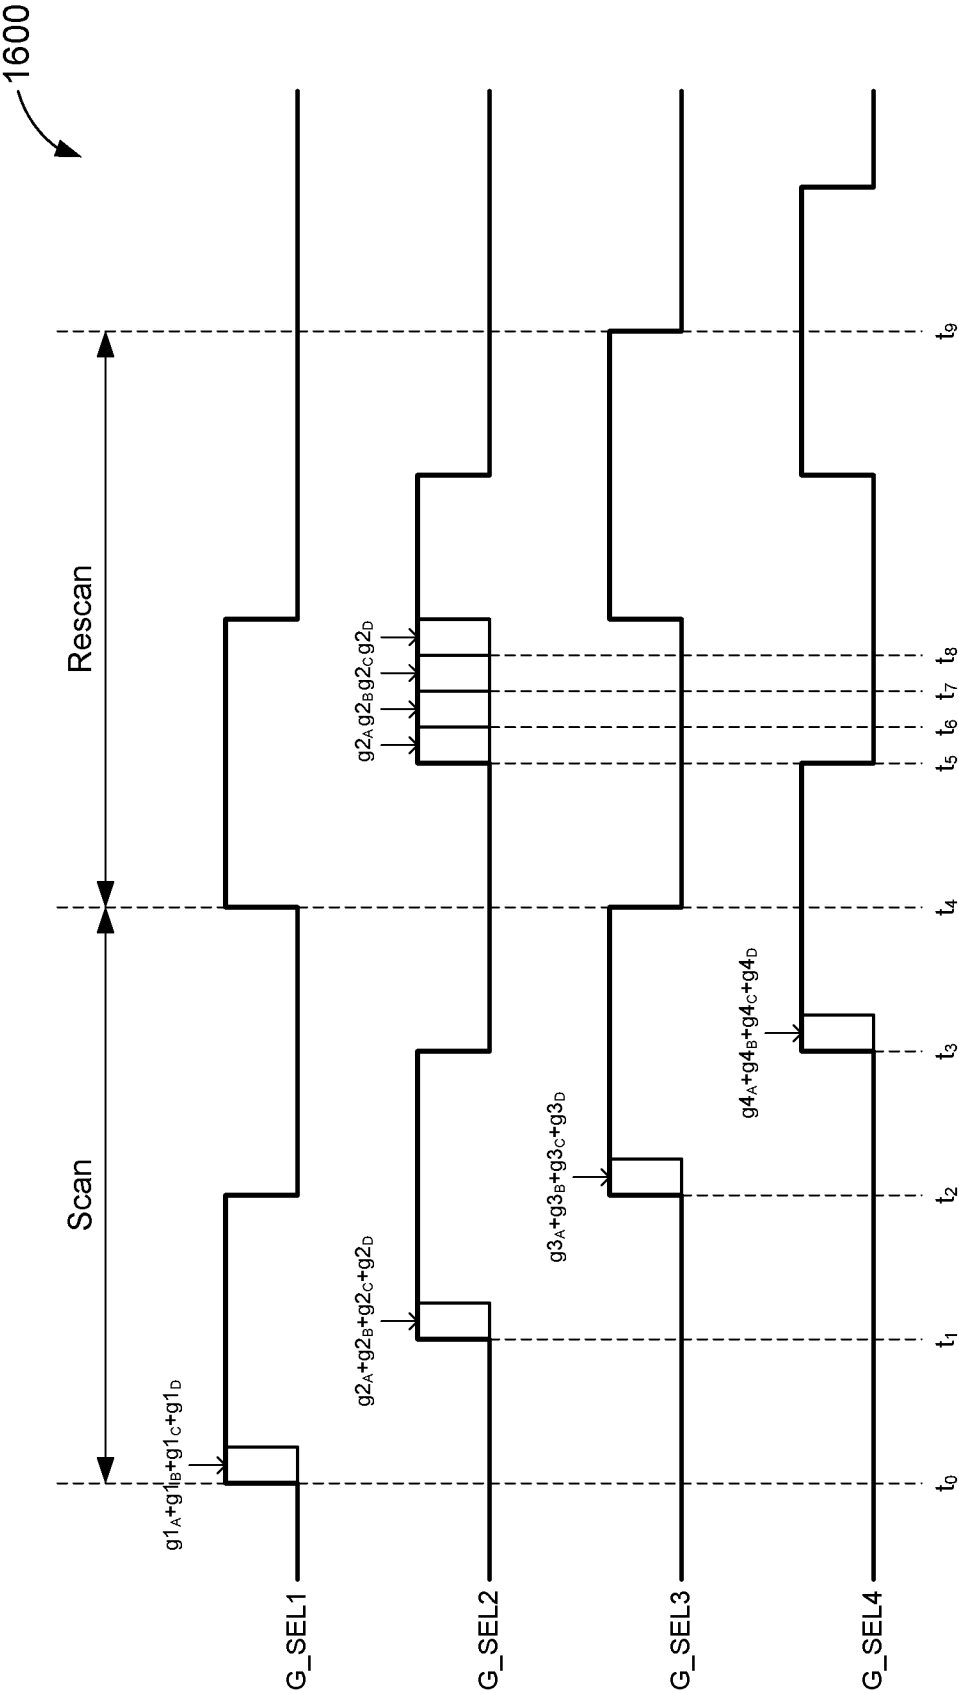 1600
Scan
Rescan
G_SEL1
g1A+g1B+g1C+g1D
G_SEL2
g2A+g2B+g2C+g2D
g2A g2B g2C g2D
G_SEL3
g3A+g3B+g3C+g3D
G_SEL4
g4A+g4B+g4C+g4D
t0 t1 t2 t3 t4 t5 t6 t7 t8 t9